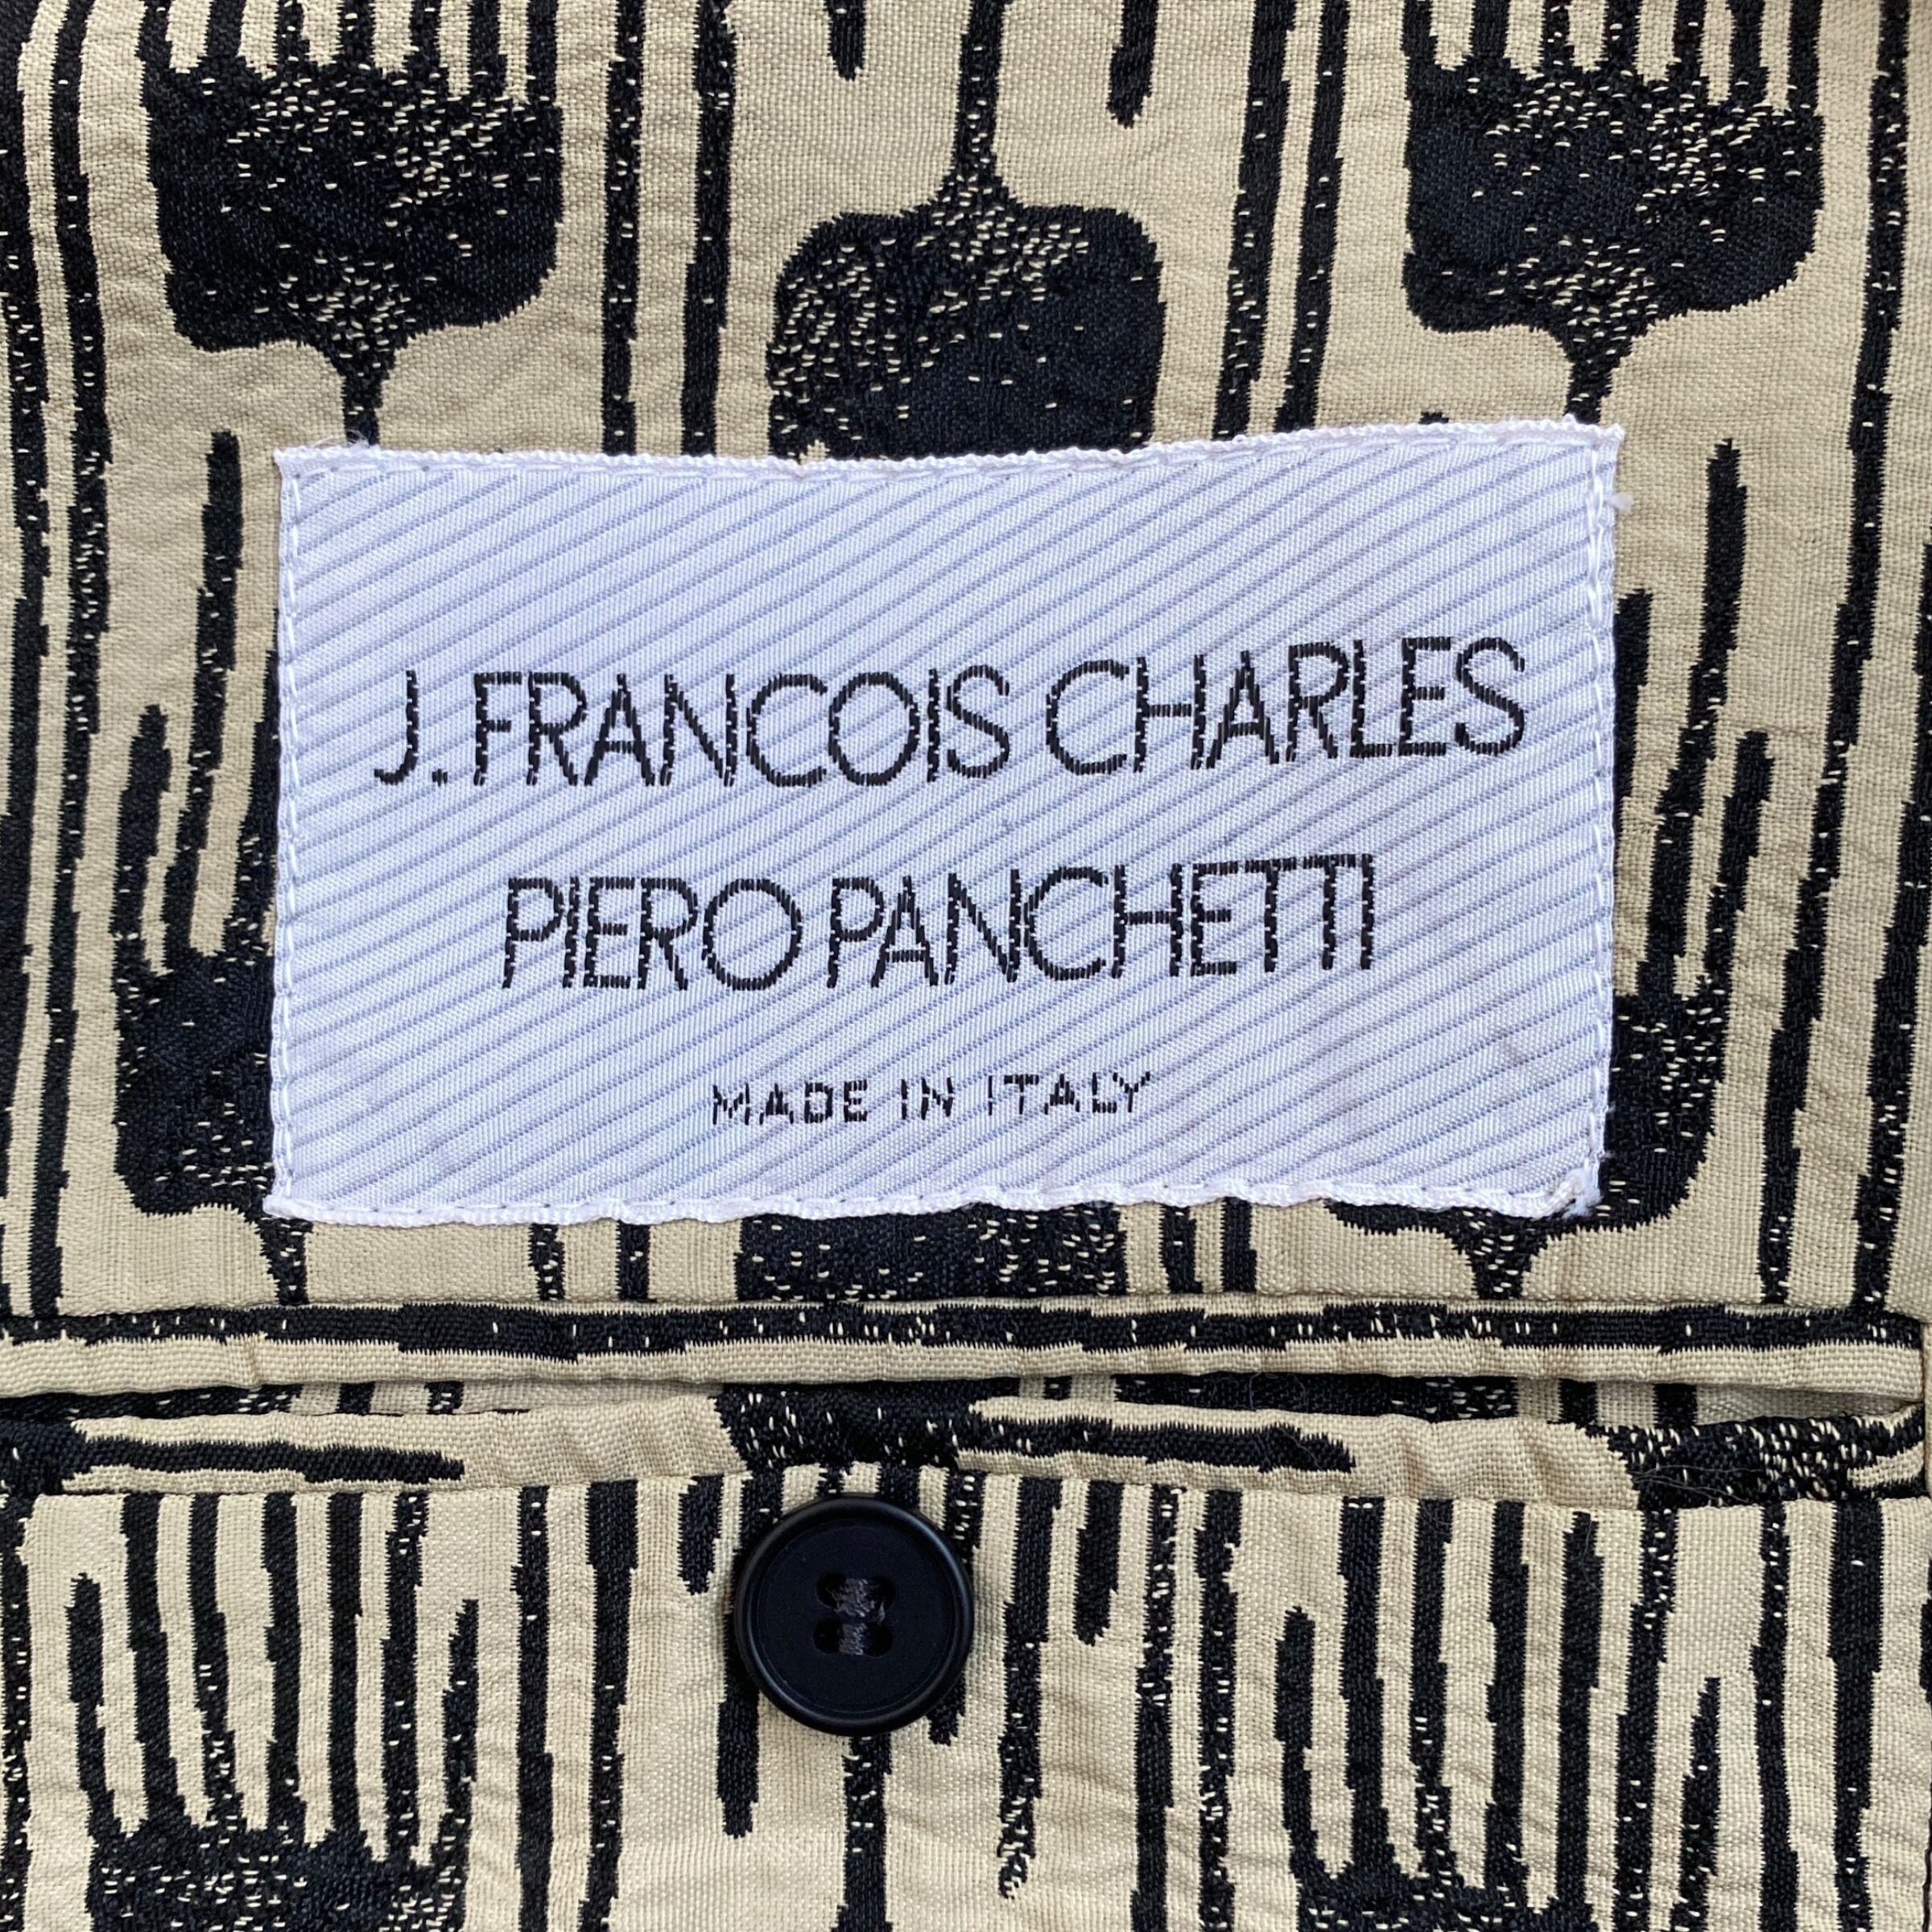 J. FRANCOIS CHARLES
PIERO PANCHETTI
MADE IN ITALY